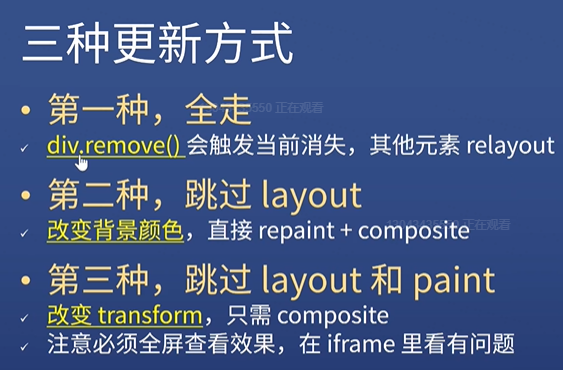 三种更新方式
• 第一种，全走
✓ div.remove() 会触发当前消失，其他元素 relayout
• 第二种，跳过 layout
✓ 改变背景颜色，直接 repaint + composite
• 第三种，跳过 layout 和 paint
✓ 改变 transform，只需 composite
✓ 注意必须全屏查看效果，在 iframe 里看有问题
正在观看
正在观看